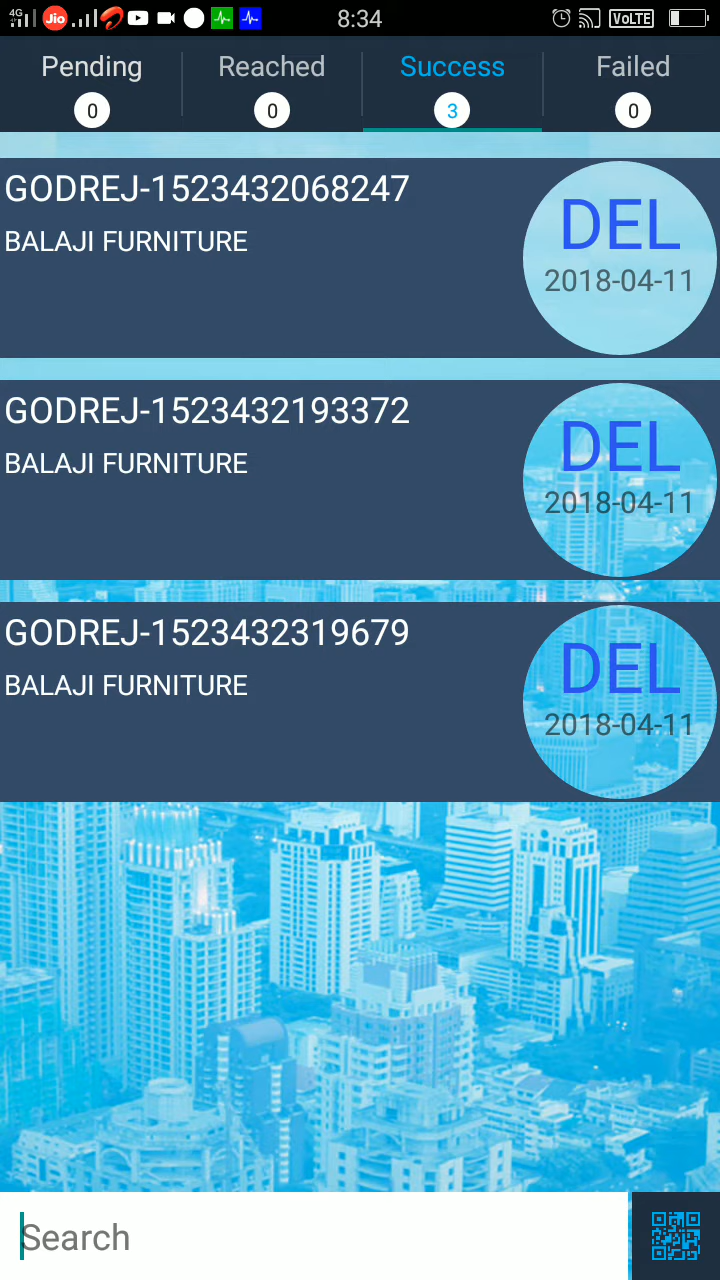 4G Jio 8:34 VoLTE
Pending Reached Success Failed
0 0 3 0
GODREJ-1523432068247
BALAJI FURNITURE
DEL
2018-04-11
GODREJ-1523432193372
BALAJI FURNITURE
DEL
2018-04-11
GODREJ-1523432319679
BALAJI FURNITURE
DEL
2018-04-11
Search